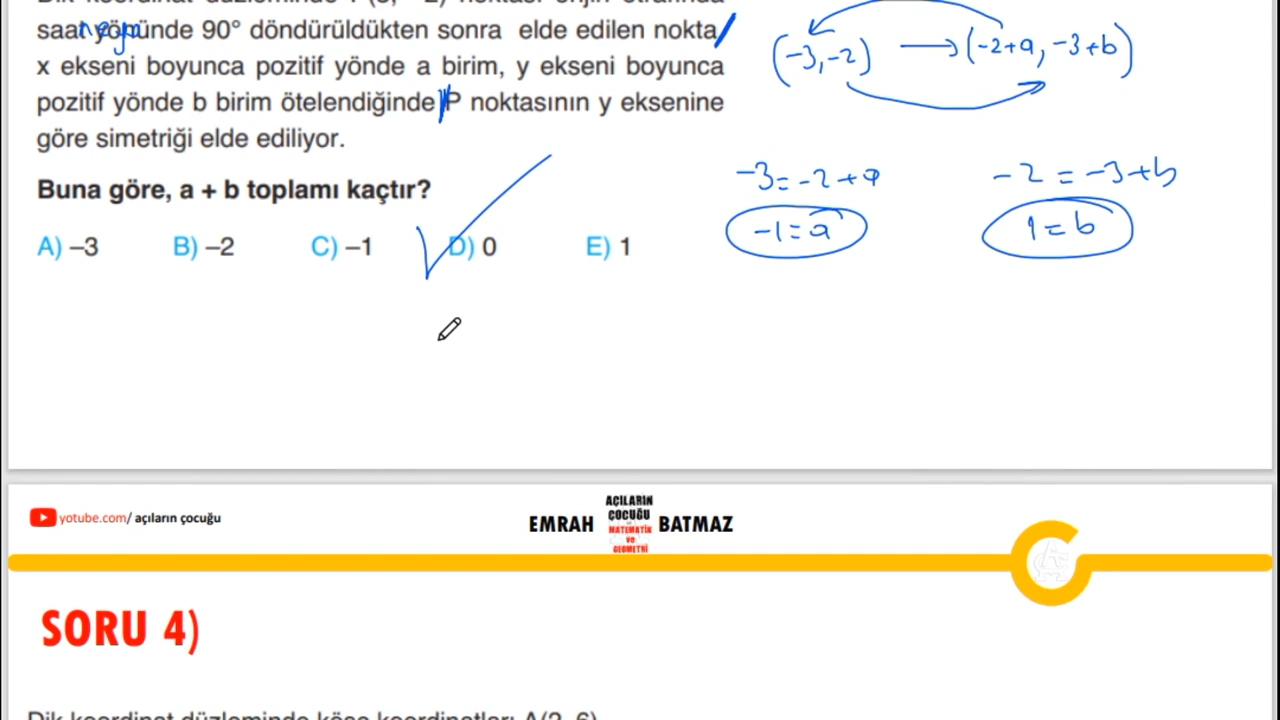 saat yönünde 90° döndürüldükten sonra elde edilen nokta
nega
x ekseni boyunca pozitif yönde a birim, y ekseni boyunca
pozitif yönde b birim ötelendiğinde P noktasının y eksenine
göre simetriği elde ediliyor.
Buna göre, a + b toplamı kaçtır?
A) –3 B) –2 C) –1 D) 0 E) 1
(-3,-2) → (-2+a, -3+b)
-3=-2+a -2=-3+b
-1=a 1=b
yotube.com/ açıların çocuğu
EMRAH
AÇILARIN
ÇOCUĞU
MATEMATİK
ve
GEOMETRİ
BATMAZ
SORU 4)